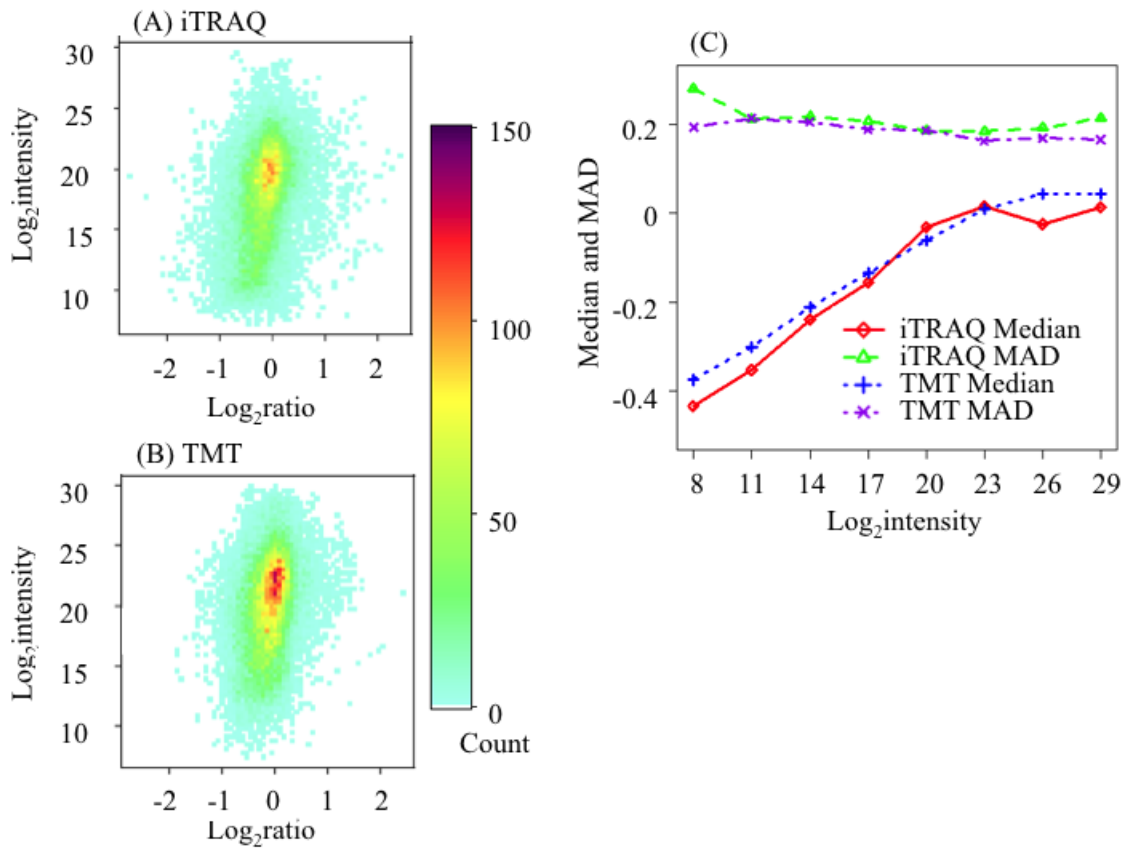 (A) iTRAQ
30
25
20
15
10
Log2intensity
-2 -1 0 1 2
Log2ratio
(B) TMT
30
25
20
15
10
Log2intensity
-2 -1 0 1 2
Log2ratio
150
100
50
0
Count
(C)
0.2
0
-0.2
-0.4
Median and MAD
iTRAQ Median
iTRAQ MAD
TMT Median
TMT MAD
8 11 14 17 20 23 26 29
Log2intensity